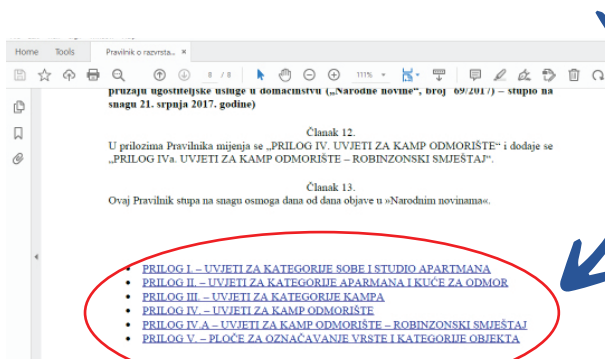 Home Tools Pravilnik o razvrsta... ×
8 / 8 111%
pružaju ugostiteljske usluge u domaćinstvu („Narodne novine“, broj 69/2017) – stupio na
snagu 21. srpnja 2017. godine)
Članak 12.
U prilozima Pravilnika mijenja se „PRILOG IV. UVJETI ZA KAMP ODMORIŠTE“ i dodaje se
„PRILOG IVa. UVJETI ZA KAMP ODMORIŠTE – ROBINZONSKI SMJEŠTAJ“.
Članak 13.
Ovaj Pravilnik stupa na snagu osmoga dana od dana objave u »Narodnim novinama«.
• PRILOG I. – UVJETI ZA KATEGORIJE SOBE I STUDIO APARTMANA
• PRILOG II. – UVJETI ZA KATEGORIJE APARMANA I KUĆE ZA ODMOR
• PRILOG III. – UVJETI ZA KATEGORIJE KAMPA
• PRILOG IV. – UVJETI ZA KAMP ODMORIŠTE
• PRILOG IV.A – UVJETI ZA KAMP ODMORIŠTE – ROBINZONSKI SMJEŠTAJ
• PRILOG V. – PLOČE ZA OZNAČAVANJE VRSTE I KATEGORIJE OBJEKTA